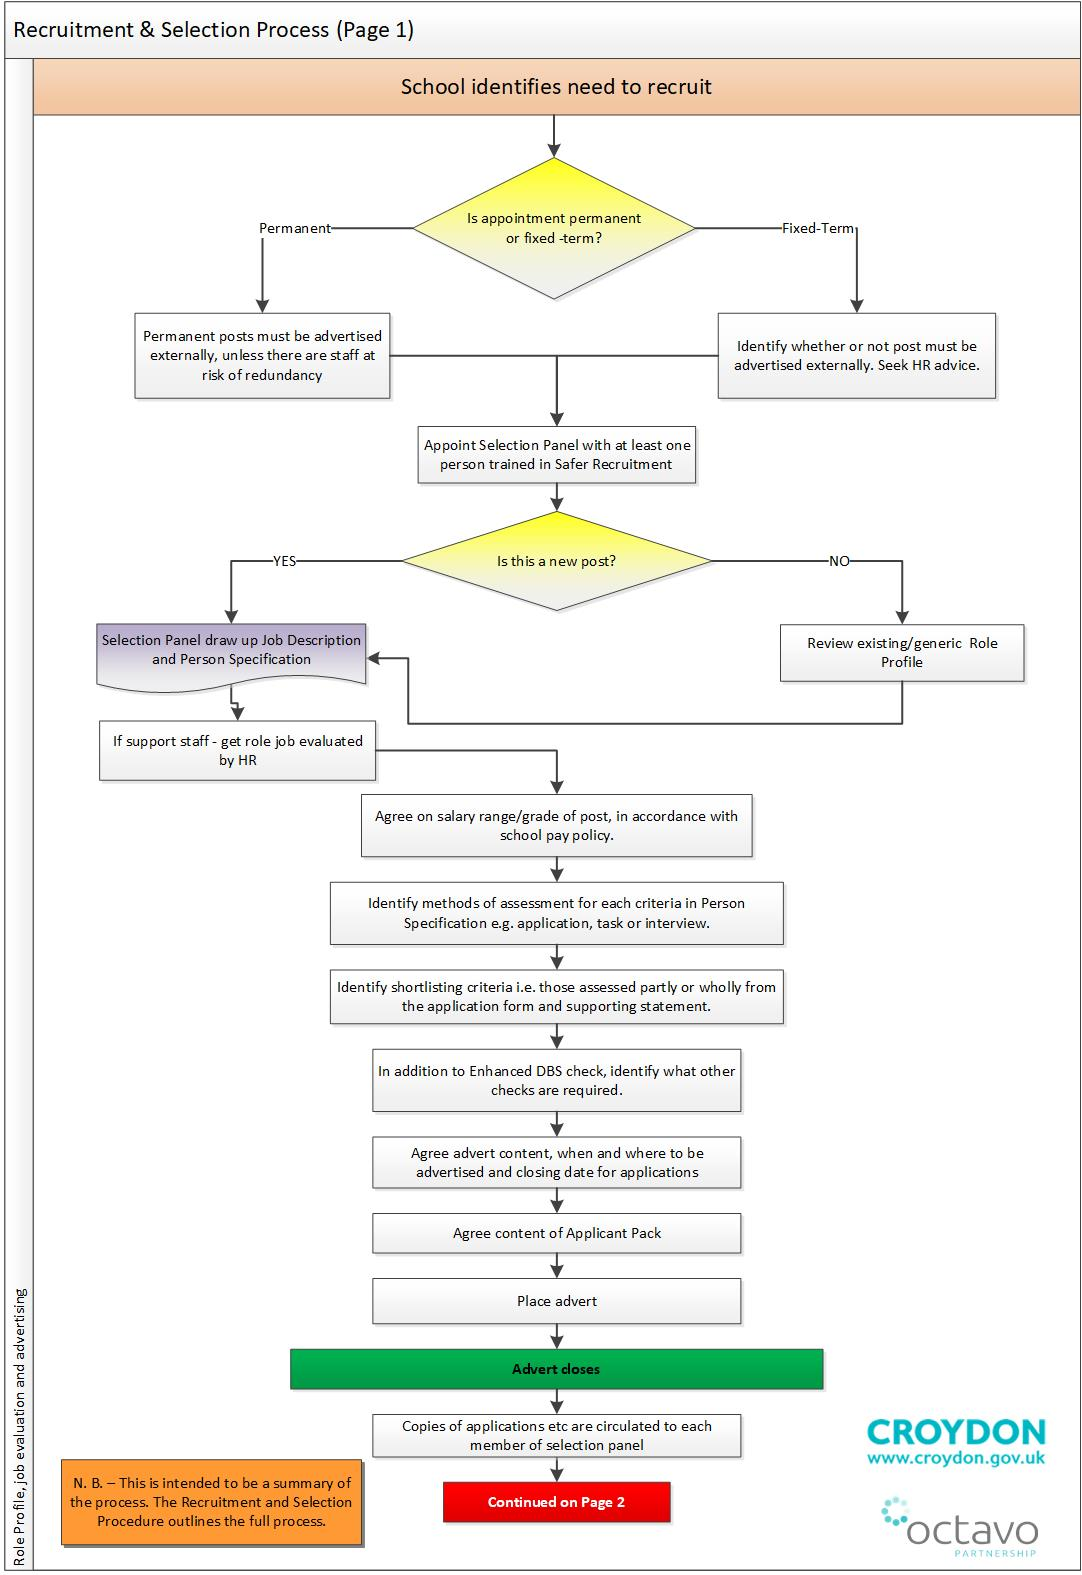 Recruitment & Selection Process (Page 1)
School identifies need to recruit
Is appointment permanent
or fixed -term?
Permanent
Fixed-Term
Permanent posts must be advertised
externally, unless there are staff at
risk of redundancy
Identify whether or not post must be
advertised externally. Seek HR advice.
Appoint Selection Panel with at least one
person trained in Safer Recruitment
Is this a new post?
YES
NO
Selection Panel draw up Job Description
and Person Specification
Review existing/generic Role
Profile
If support staff - get role job evaluated
by HR
Agree on salary range/grade of post, in accordance with
school pay policy.
Identify methods of assessment for each criteria in Person
Specification e.g. application, task or interview.
Identify shortlisting criteria i.e. those assessed partly or wholly from
the application form and supporting statement.
In addition to Enhanced DBS check, identify what other
checks are required.
Agree advert content, when and where to be
advertised and closing date for applications
Agree content of Applicant Pack
Place advert
Advert closes
Copies of applications etc are circulated to each
member of selection panel
Continued on Page 2
N. B. – This is intended to be a summary of
the process. The Recruitment and Selection
Procedure outlines the full process.
Role Profile, job evaluation and advertising
CROYDON
www.croydon.gov.uk
octavo
PARTNERSHIP